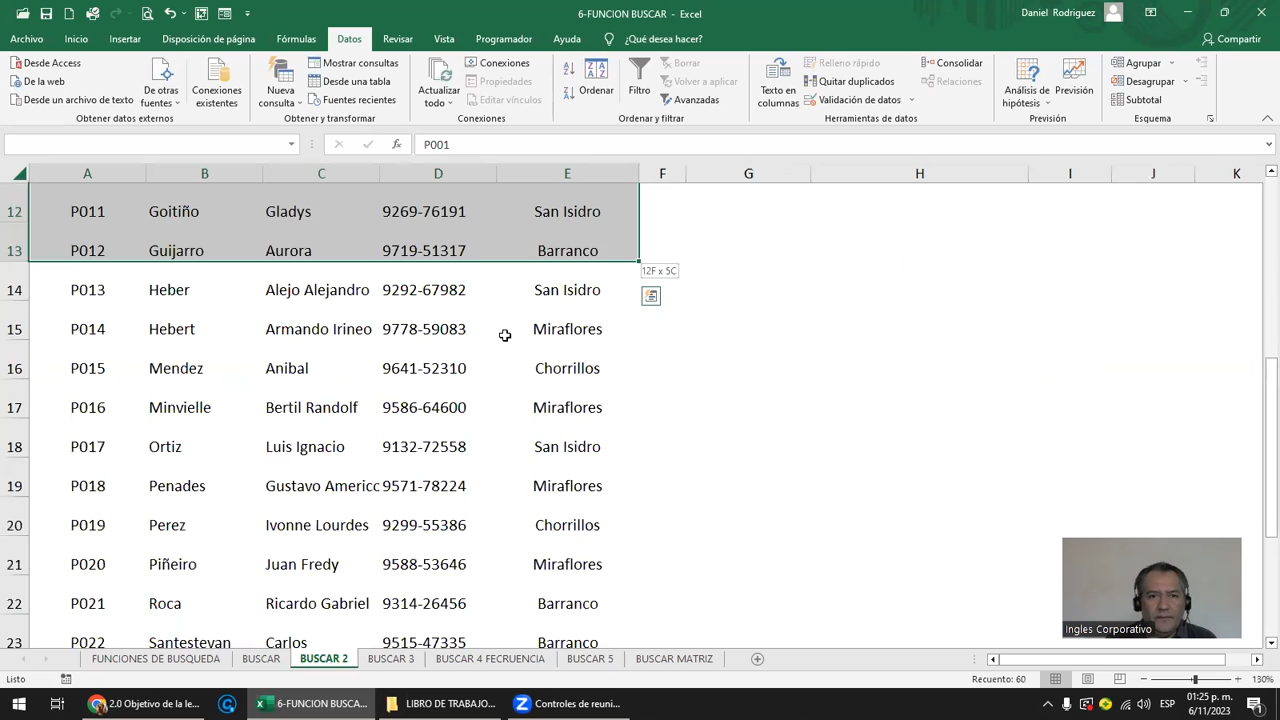 6-FUNCION BUSCAR - Excel
Daniel Rodriguez
Archivo Inicio Insertar Disposición de página Fórmulas Datos Revisar Vista Programador Ayuda ¿Qué desea hacer? Compartir
Desde Access
De la web
Desde un archivo de texto
De otras fuentes
Conexiones existentes
Obtener datos externos
Nueva consulta
Mostrar consultas
Desde una tabla
Fuentes recientes
Obtener y transformar
Actualizar todo
Conexiones
Propiedades
Editar vínculos
Conexiones
Ordenar
Filtro
Borrar
Volver a aplicar
Avanzadas
Ordenar y filtrar
Texto en columnas
Relleno rápido
Quitar duplicados
Validación de datos
Consolidar
Relaciones
Herramientas de datos
Análisis de hipótesis
Previsión
Previsión
Agrupar
Desagrupar
Subtotal
Esquema
fx P001
A B C D E F G H I J K
12 P011 Goitiño Gladys 9269-76191 San Isidro
13 P012 Guijarro Aurora 9719-51317 Barranco
12F x 5C
14 P013 Heber Alejo Alejandro 9292-67982 San Isidro
15 P014 Hebert Armando Irineo 9778-59083 Miraflores
16 P015 Mendez Anibal 9641-52310 Chorrillos
17 P016 Minvielle Bertil Randolf 9586-64600 Miraflores
18 P017 Ortiz Luis Ignacio 9132-72558 San Isidro
19 P018 Penades Gustavo Americo 9571-78224 Miraflores
20 P019 Perez Ivonne Lourdes 9299-55386 Chorrillos
21 P020 Piñeiro Juan Fredy 9588-53646 Miraflores
22 P021 Roca Ricardo Gabriel 9314-26456 Barranco
23 P022 Santestevan Carlos 9515-47335 Barranco
Ingles Corporativo
FUNCIONES DE BUSQUEDA BUSCAR BUSCAR 2 BUSCAR 3 BUSCAR 4 FECRUENCIA BUSCAR 5 BUSCAR MATRIZ
Listo
Recuento: 60
130%
2.0 Objetivo de la le...
6-FUNCION BUSCA...
LIBRO DE TRABAJO...
Controles de reuni...
ESP
01:25 p. m.
6/11/2023